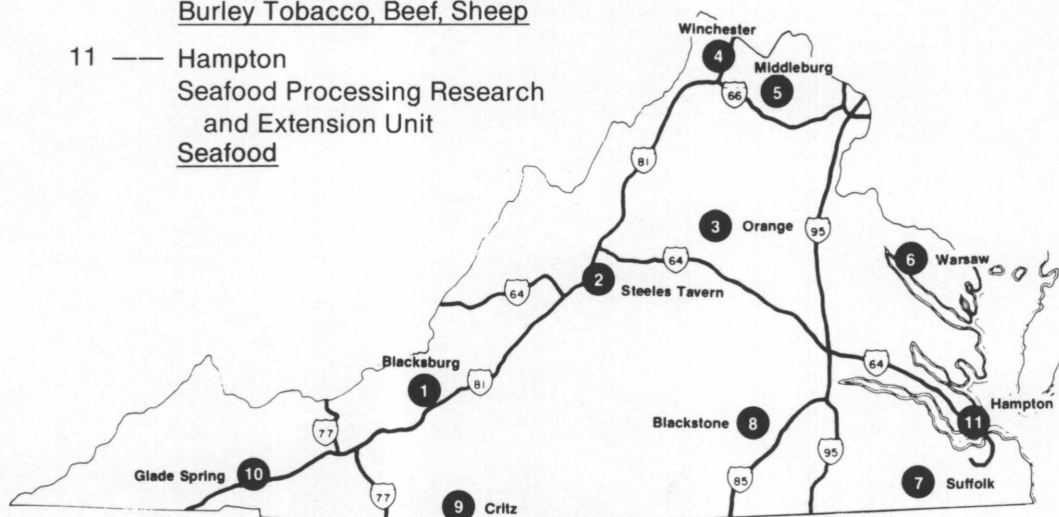 Burley Tobacco, Beef, Sheep
11 —— Hampton
Seafood Processing Research
and Extension Unit
Seafood
Winchester
4
Middleburg
5
66
81
3 Orange
95
6 Warsaw
64
2
Steeles Tavern
64
Blacksburg
1
81
64
Hampton
11
Blackstone 8
77
95
Glade Spring 10
85
7 Suffolk
77
9 Critz